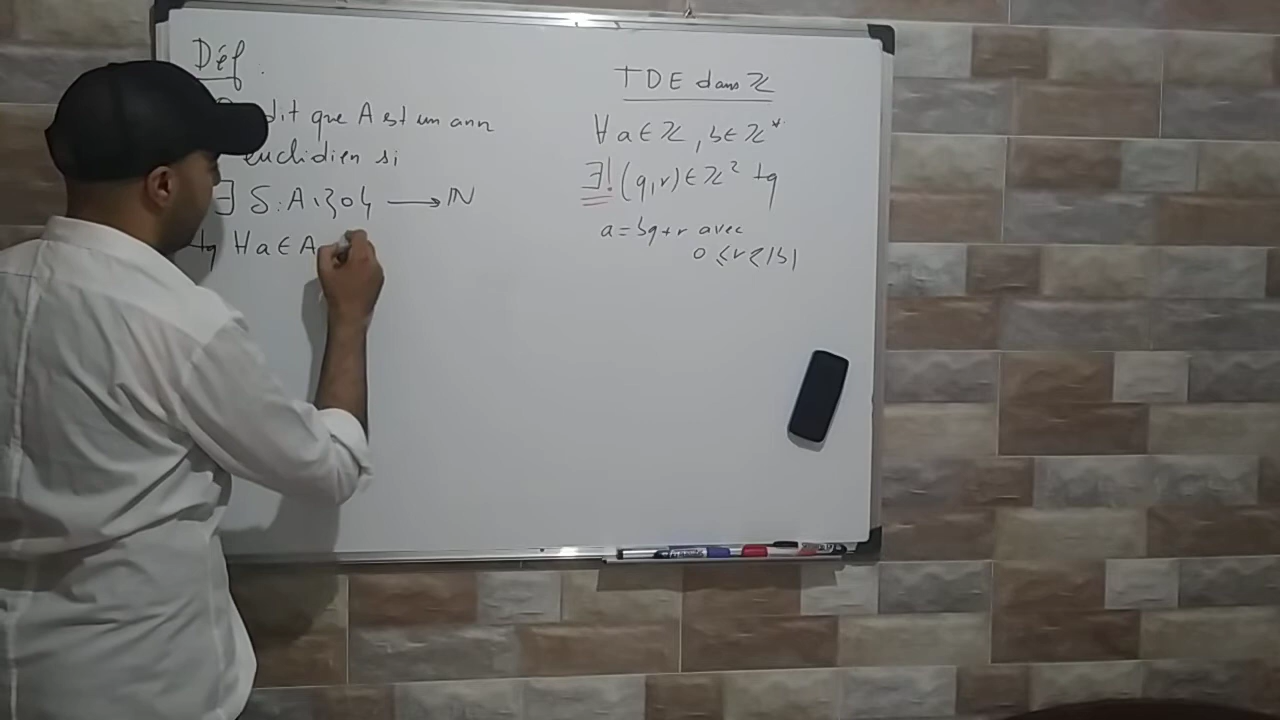 Déf.
dit que A est un ann
euclidien si
∃ δ: A\{0} → ℕ
tq ∀a∈A
TDE dans ℤ
∀a∈ℤ, b∈ℤ*
∃! (q,r)∈ℤ² tq
a=bq+r avec
0≤r<|b|